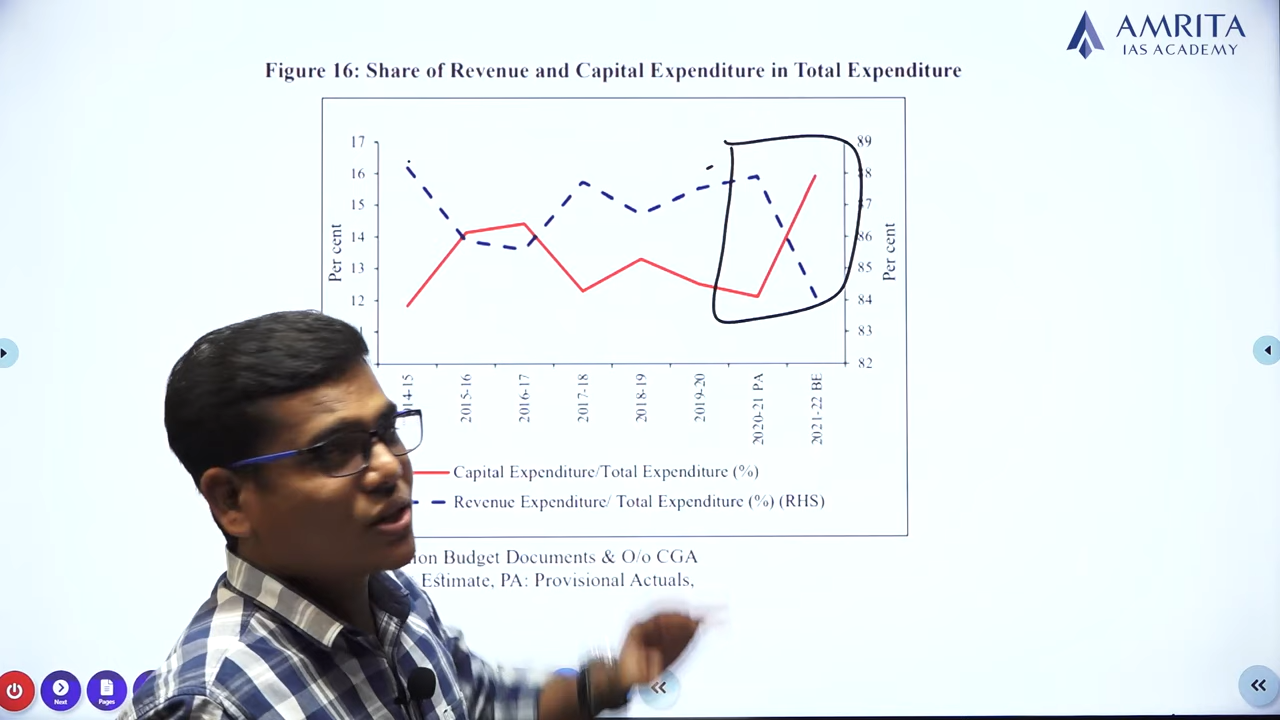 AMRITA
IAS ACADEMY
Figure 16: Share of Revenue and Capital Expenditure in Total Expenditure
17
16
15
14
13
12
Per cent
89
87
86
85
84
83
82
Per cent
2015-16
2016-17
2017-18
2018-19
2019-20
2020-21 PA
2021-22 BE
Capital Expenditure/Total Expenditure (%)
Revenue Expenditure/ Total Expenditure (%) (RHS)
Budget Documents & O/o CGA
Estimate, PA: Provisional Actuals,
Next
Pages